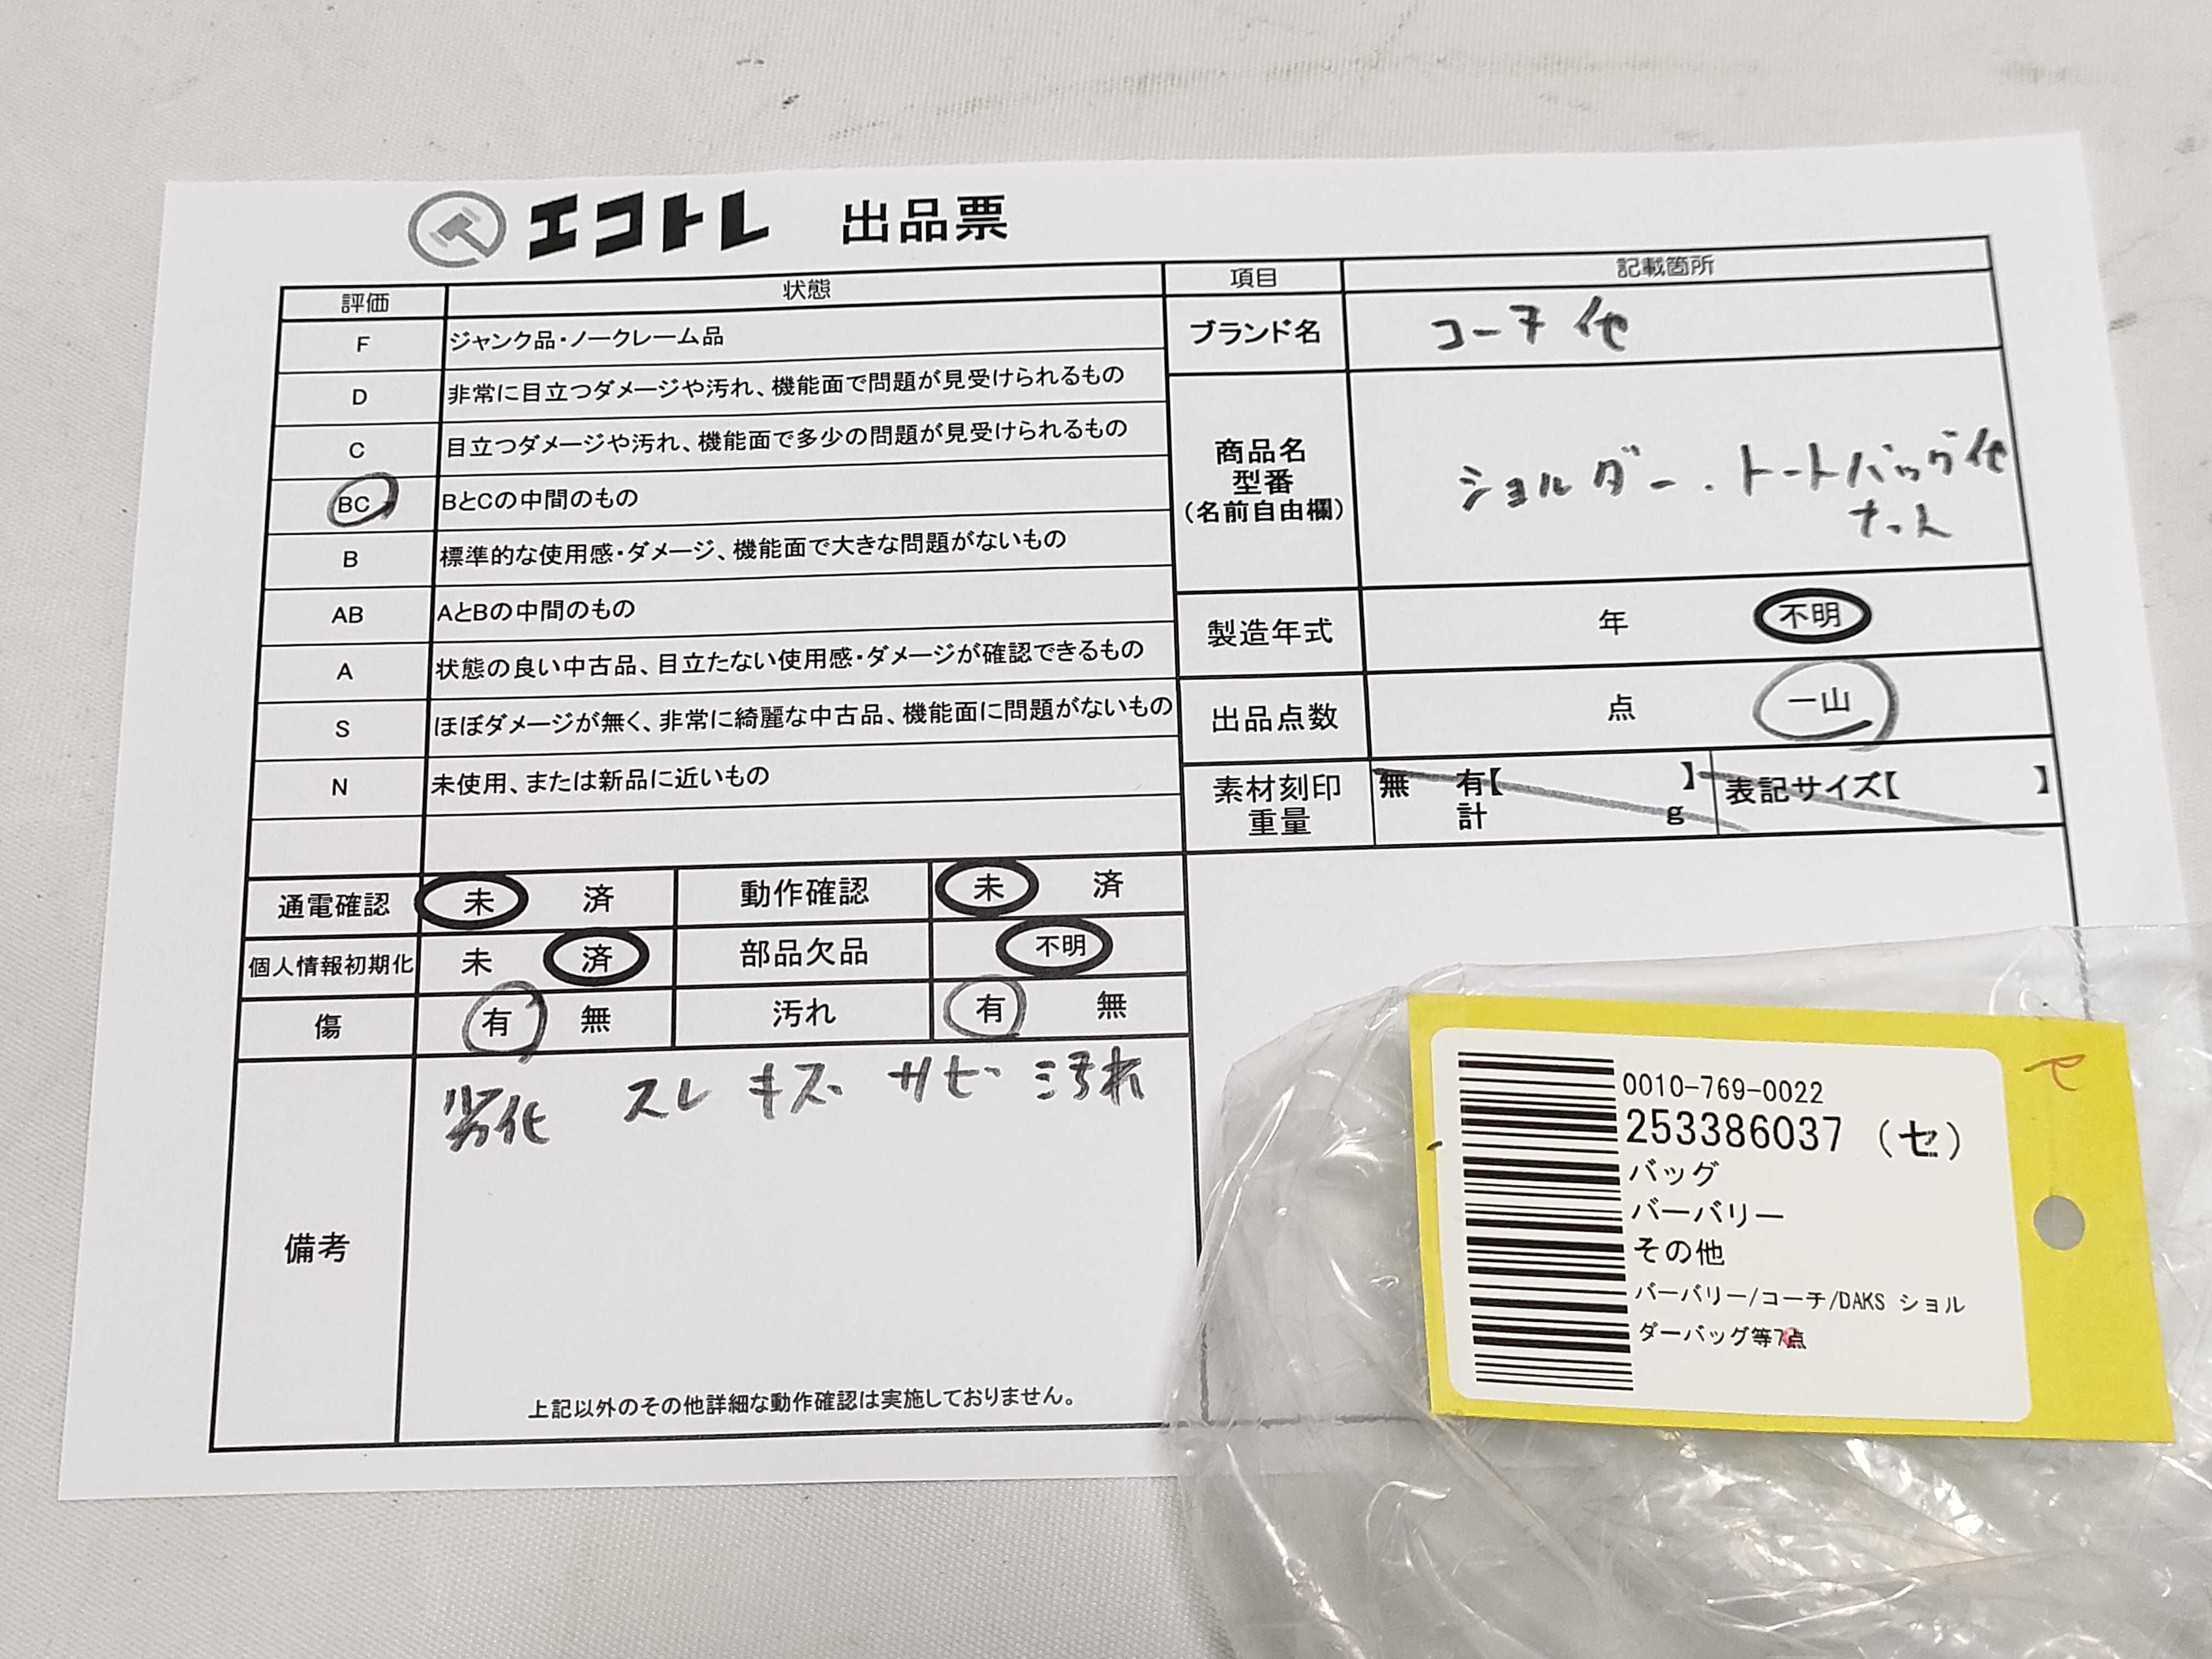 エコトレ 出品票
評価 状態 項目 記載箇所
F ジャンク品・ノークレーム品
D 非常に目立つダメージや汚れ、機能面で問題が見受けられるもの
C 目立つダメージや汚れ、機能面で多少の問題が見受けられるもの
BC BとCの中間のもの
B 標準的な使用感・ダメージ、機能面で大きな問題がないもの
AB AとBの中間のもの
A 状態の良い中古品、目立たない使用感・ダメージが確認できるもの
S ほぼダメージが無く、非常に綺麗な中古品、機能面に問題がないもの
N 未使用、または新品に近いもの
ブランド名 コーチ 他
商品名
型番
(名前自由欄)
ショルダー.トートバッグ他
製造年式 年 不明
出品点数 点 一山
素材刻印 無 有【 】 表記サイズ【 】
重量 計 g
通電確認 未 済 動作確認 未 済
個人情報初期化 未 済 部品欠品 不明
傷 有 無 汚れ 有 無
備考
劣化 スレ キズ サビ 汚れ
上記以外のその他詳細な動作確認は実施しておりません。
0010-769-0022
253386037 (セ)
バッグ
バーバリー
その他
バーバリー/コーチ/DAKS ショル
ダーバッグ等7点